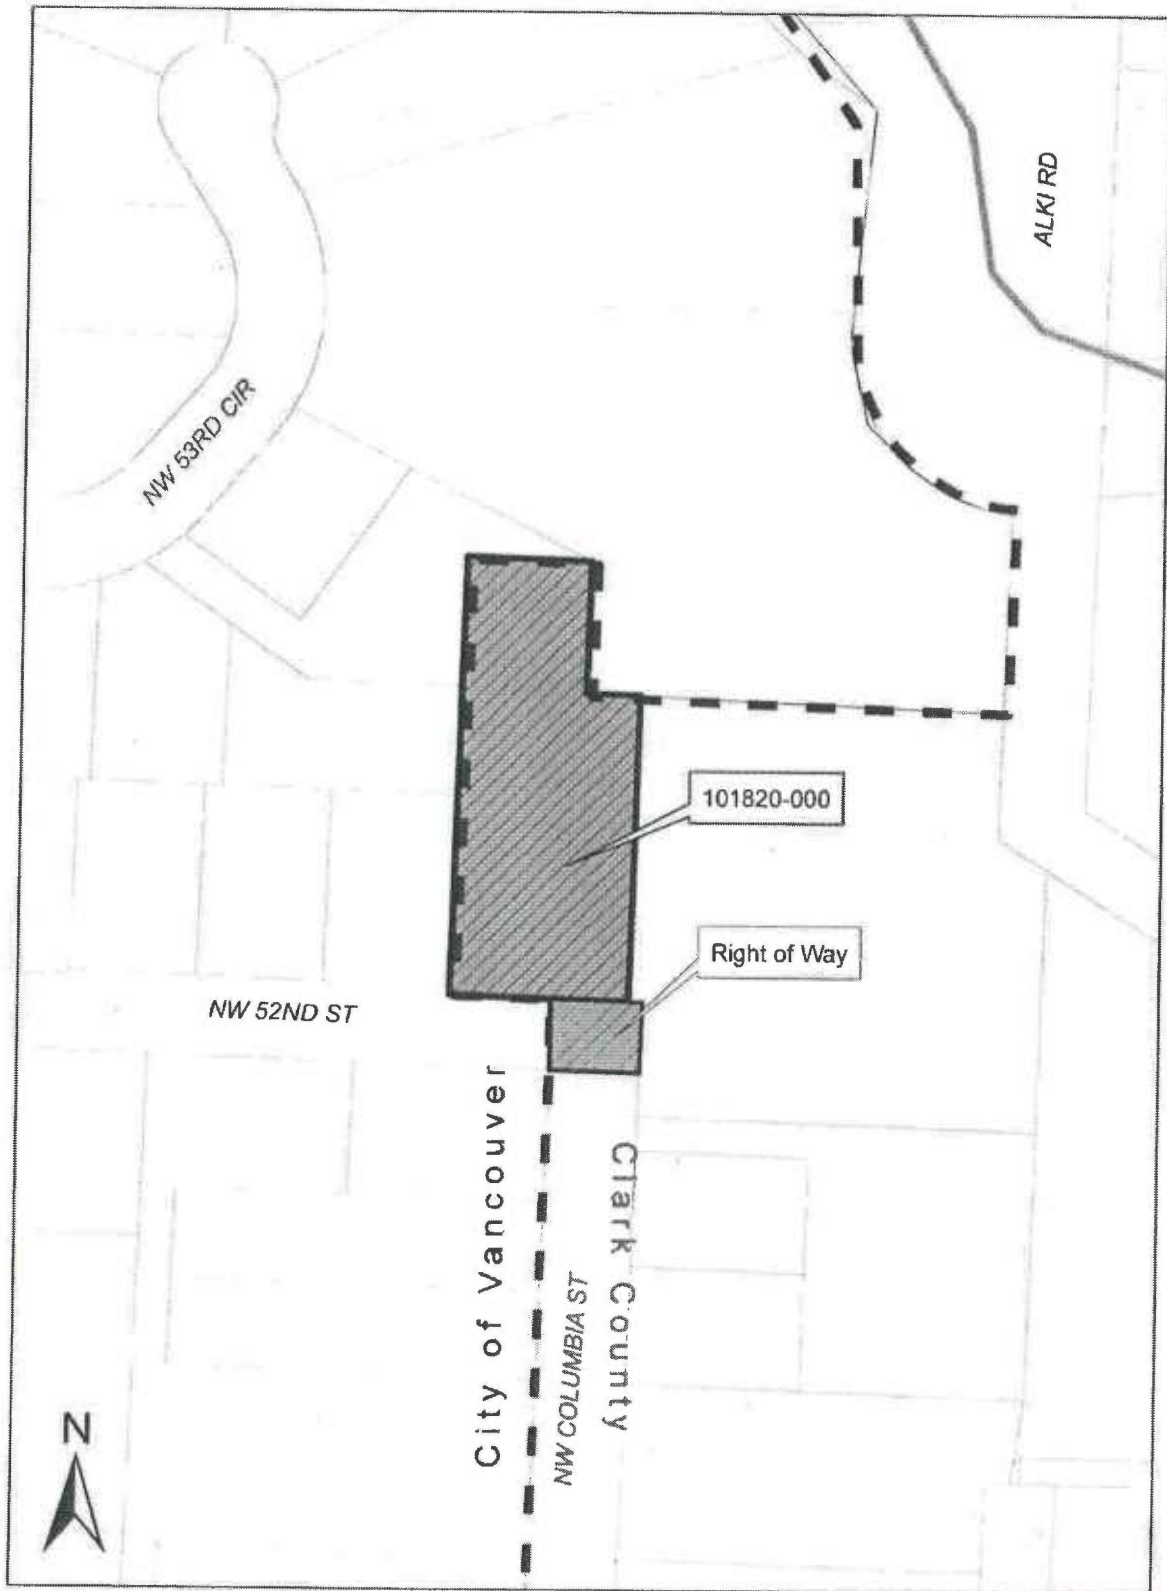 ALKI RD
NW 53RD CIR
101820-000
Right of Way
NW 52ND ST
City of Vancouver
Clark County
NW COLUMBIA ST
N